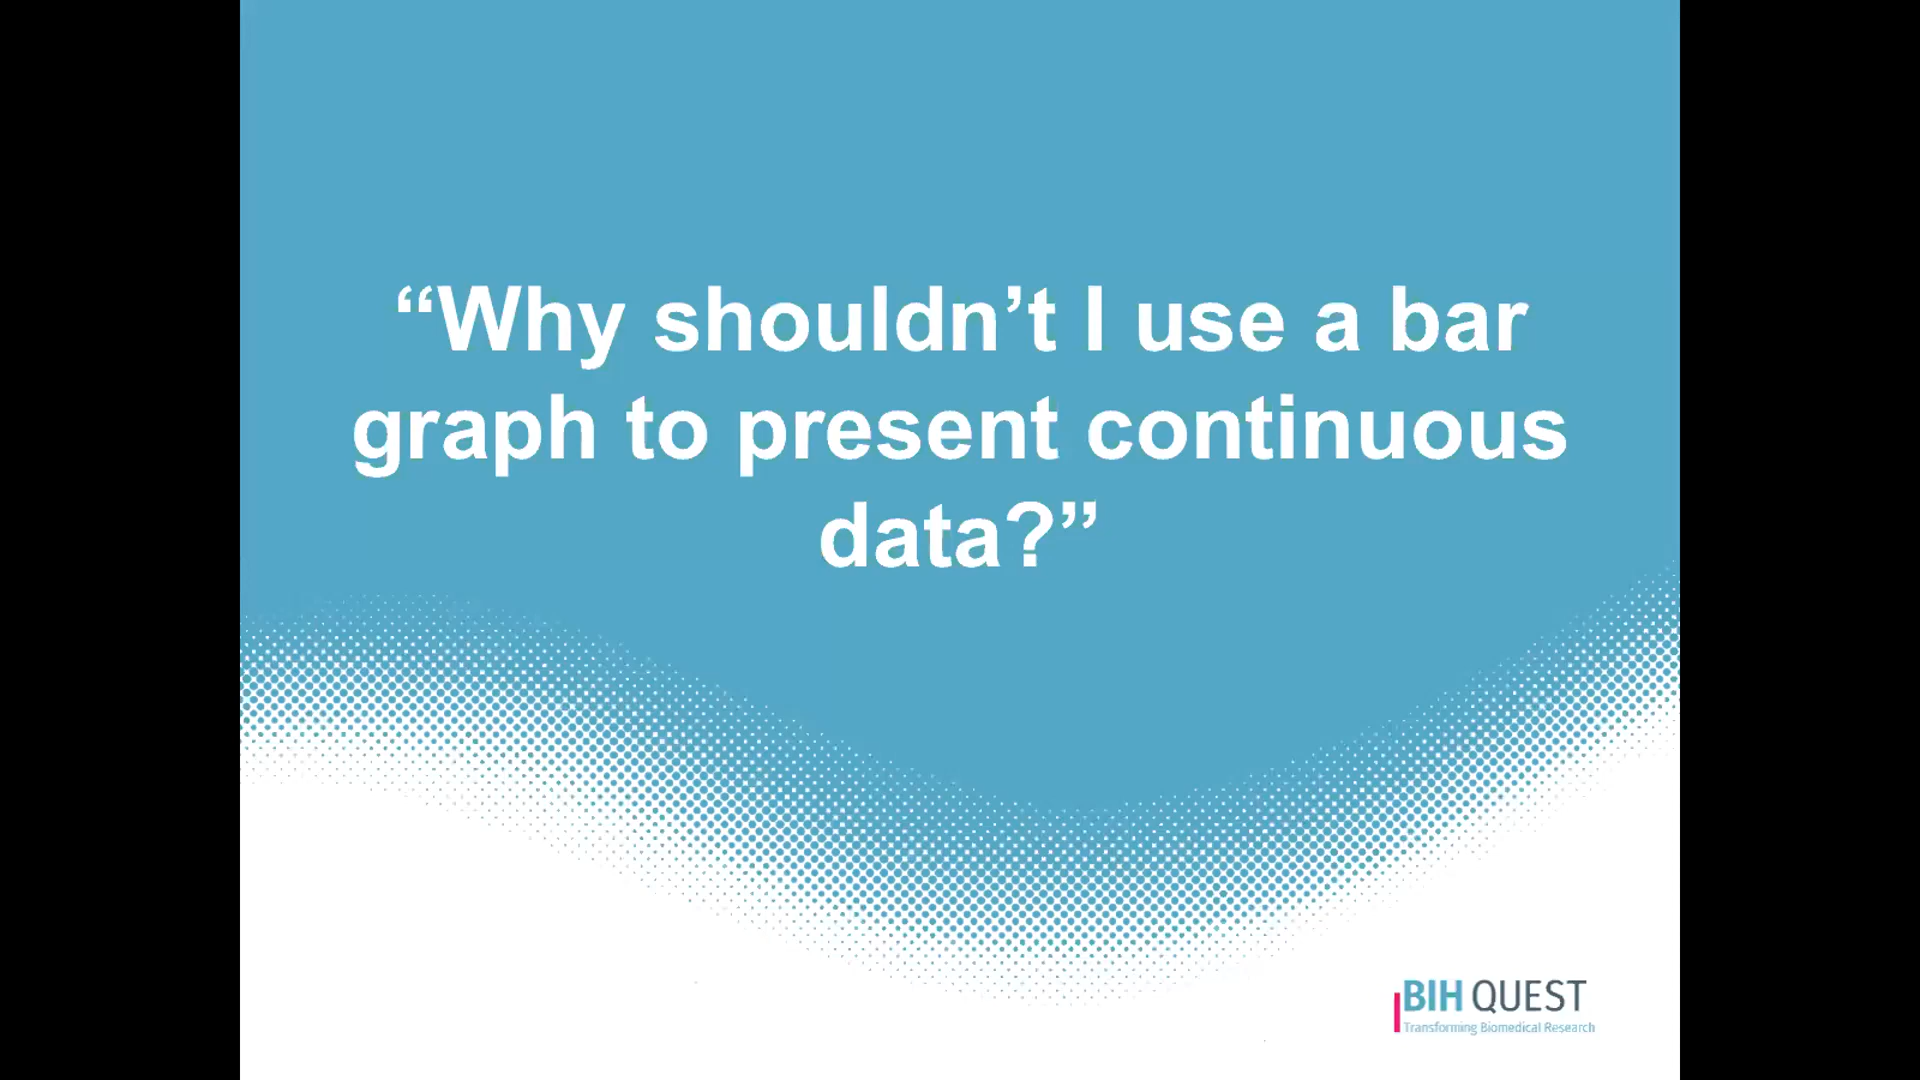 “Why shouldn’t I use a bar
graph to present continuous
data?”
BIH QUEST
Transforming Biomedical Research